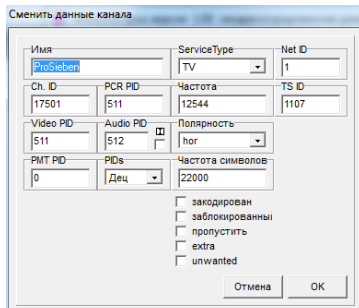 Сменить данные канала
Имя ServiceType Net ID
ProSieben TV 1
Ch. ID PCR PID Частота TS ID
17501 511 12544 1107
Video PID Audio PID Полярность
511 512 hor
PMT PID PIDs Частота символов
0 Дец 22000
закодирован
заблокированны
пропустить
extra
unwanted
Отмена OK